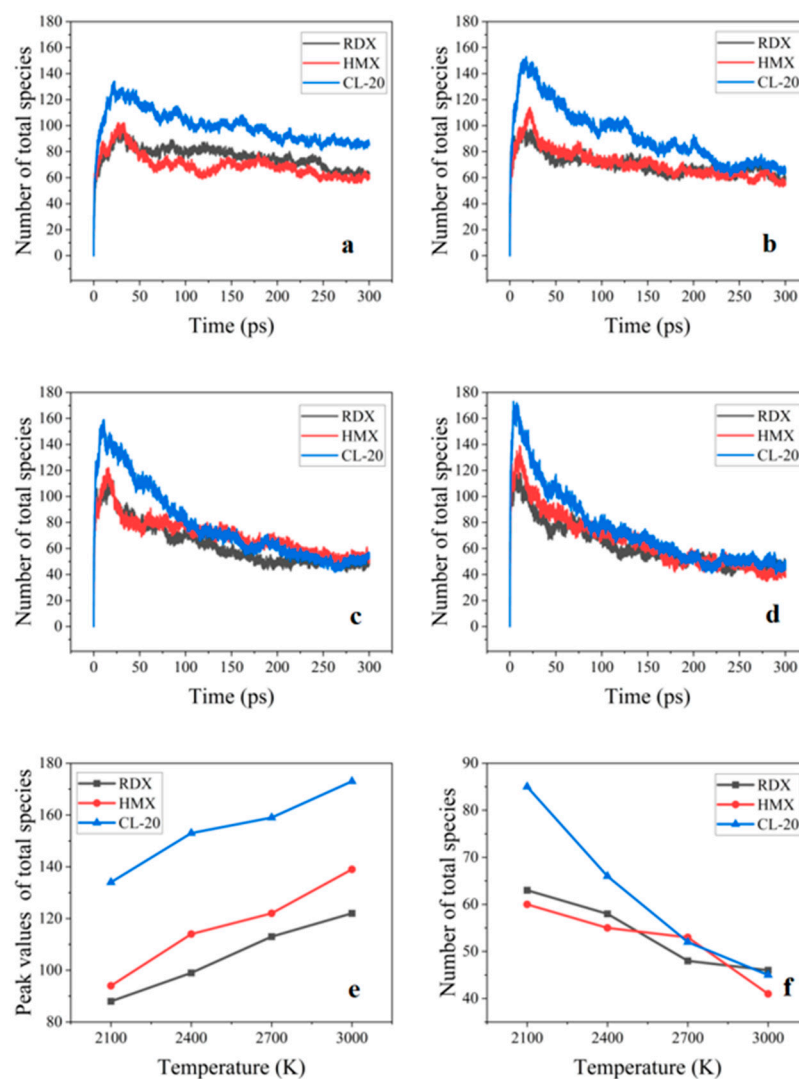 180
160
140
120
100
80
60
40
20
0
Number of total species
RDX
HMX
CL-20
a
0 50 100 150 200 250 300
Time (ps)
180
160
140
120
100
80
60
40
20
0
Number of total species
RDX
HMX
CL-20
b
0 50 100 150 200 250 300
Time (ps)
180
160
140
120
100
80
60
40
20
0
Number of total species
RDX
HMX
CL-20
c
0 50 100 150 200 250 300
Time (ps)
180
160
140
120
100
80
60
40
20
0
Number of total species
RDX
HMX
CL-20
d
0 50 100 150 200 250 300
Time (ps)
180
160
140
120
100
80
Peak values of total species
RDX
HMX
CL-20
e
2100 2400 2700 3000
Temperature (K)
90
80
70
60
50
40
Number of total species
RDX
HMX
CL-20
f
2100 2400 2700 3000
Temperature (K)